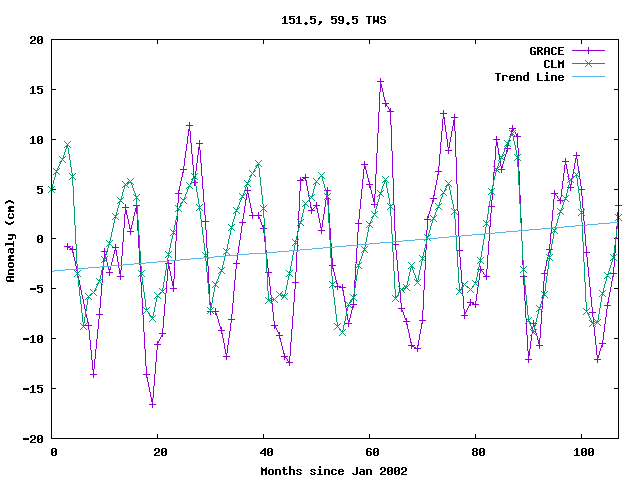 151.5, 59.5 TWS
GRACE
CLM
Trend Line
20
15
10
5
0
-5
-10
-15
-20
Anomaly (cm)
0 20 40 60 80 100
Months since Jan 2002